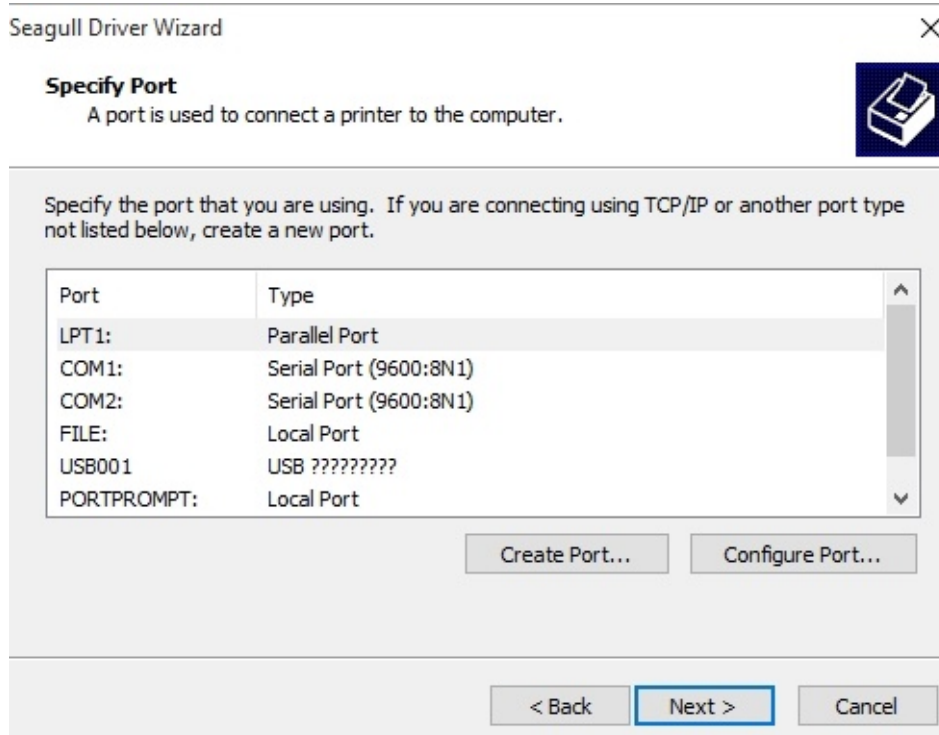 Seagull Driver Wizard
Specify Port
A port is used to connect a printer to the computer.
Specify the port that you are using.  If you are connecting using TCP/IP or another port type
not listed below, create a new port.
Port Type
LPT1: Parallel Port
COM1: Serial Port (9600:8N1)
COM2: Serial Port (9600:8N1)
FILE: Local Port
USB001 USB ?????????
PORTPROMPT: Local Port
Create Port... Configure Port...
< Back Next > Cancel